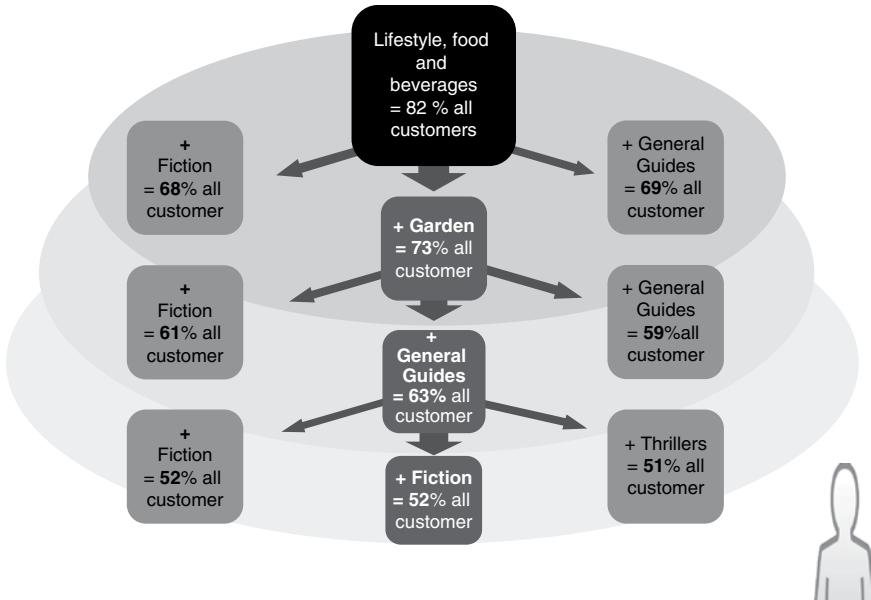 Lifestyle, food
and
beverages
= 82 % all
customers
+
Fiction
= 68% all
customer
+ General
Guides
= 69% all
customer
+ Garden
= 73% all
customer
+
Fiction
= 61% all
customer
+ General
Guides
= 59%all
customer
+
General
Guides
= 63% all
customer
+
Fiction
= 52% all
customer
+ Fiction
= 52% all
customer
+ Thrillers
= 51% all
customer